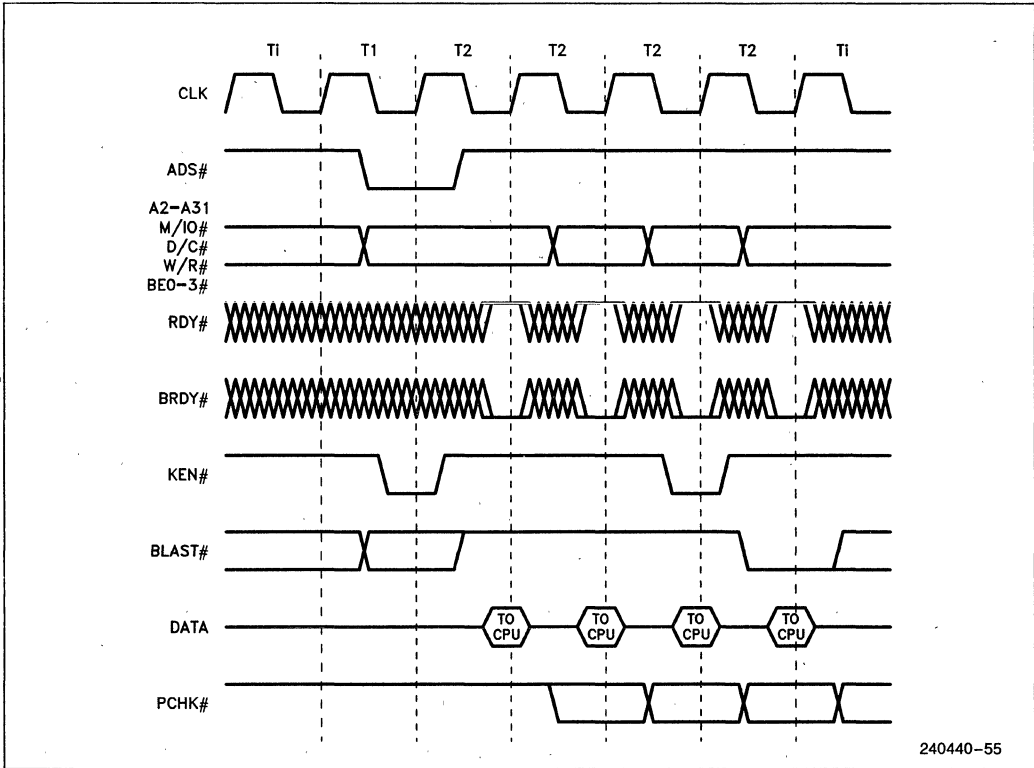 Ti T1 T2 T2 T2 T2 Ti
CLK
ADS#
A2-A31
M/IO#
D/C#
W/R#
BE0-3#
RDY#
BRDY#
KEN#
BLAST#
DATA
TO CPU TO CPU TO CPU TO CPU
PCHK#
240440-55